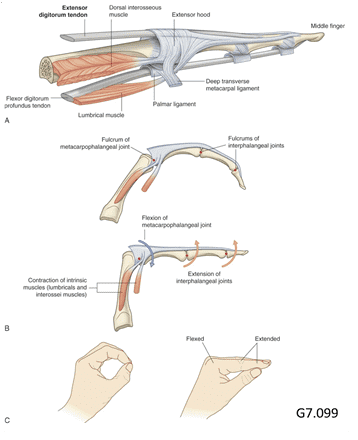 Extensor
digitorum tendon
Dorsal interosseous
muscle
Extensor hood
Middle finger
Flexor digitorum
profundus tendon
Lumbrical muscle
Palmar ligament
Deep transverse
metacarpal ligament
A
Fulcrum of
metacarpophalangeal joint
Fulcrums of
interphalangeal joints
Flexion of
metacarpophalangeal joint
Contraction of intrinsic
muscles (lumbricals and
interossei muscles)
Extension of
interphalangeal joints
B
Flexed
Extended
C
G7.099